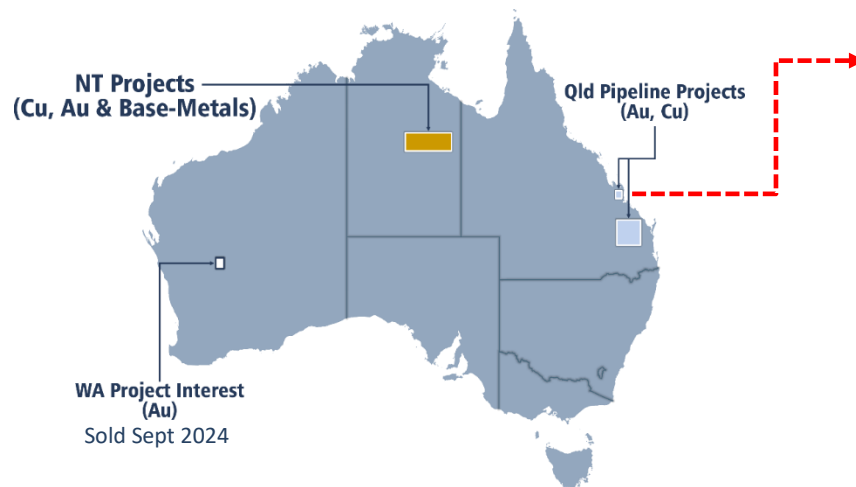 NT Projects
(Cu, Au & Base-Metals)
Qld Pipeline Projects
(Au, Cu)
WA Project Interest
(Au)
Sold Sept 2024